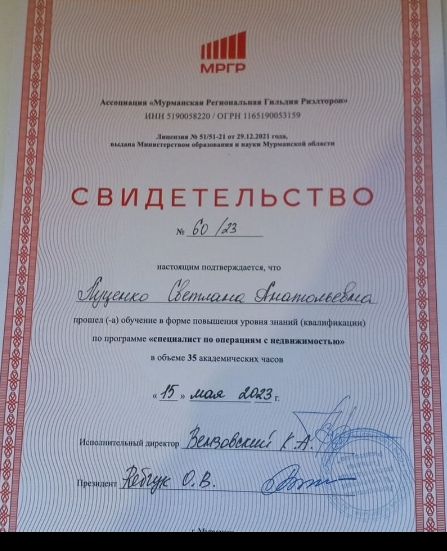 МРГР
Ассоциация «Мурманская Региональная Гильдия Риэлторов»
ИНН 5190058220 / ОГРН 1165190053159
Лицензия № 51/51-21 от 29.12.2021 года,
выдана Министерством образования и науки Мурманской области
СВИДЕТЕЛЬСТВО
№ 60/23
настоящим подтверждается, что
Луценко Светлана Анатольевна
прошел (-а) обучение в форме повышения уровня знаний (квалификации)
по программе «специалист по операциям с недвижимостью»
в объеме 35 академических часов
« 15 » мая 2023 г.
Исполнительный директор Вензовский К.А.
Президент О.В.